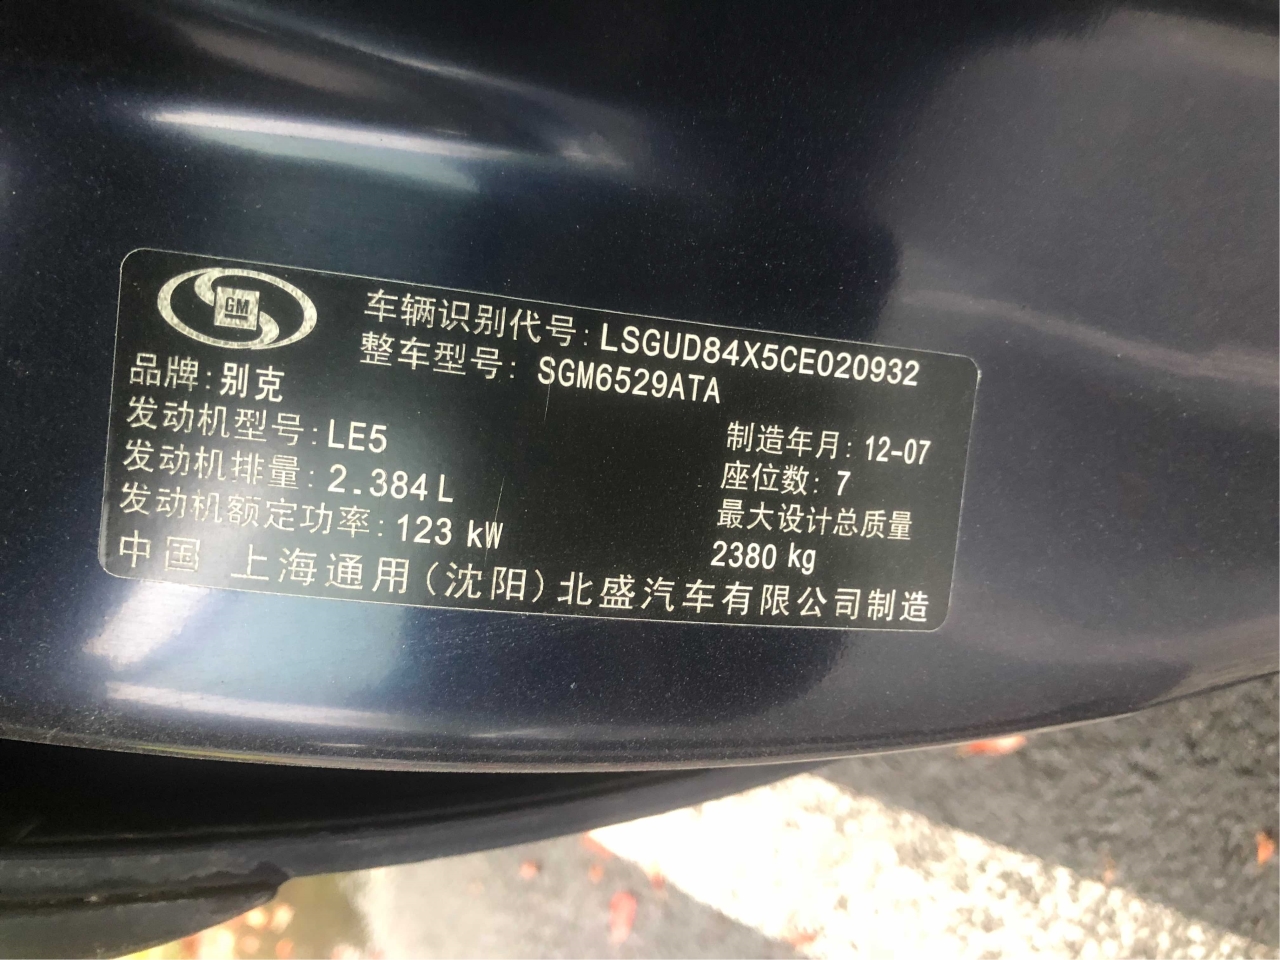 GM
车辆识别代号: LSGUD84X5CE020932
整车型号: SGM6529ATA
品牌: 别克
发动机型号: LE5
制造年月: 12-07
发动机排量: 2.384L
座位数: 7
发动机额定功率: 123 kW
最大设计总质量
2380 kg
中国 上海通用(沈阳)北盛汽车有限公司制造